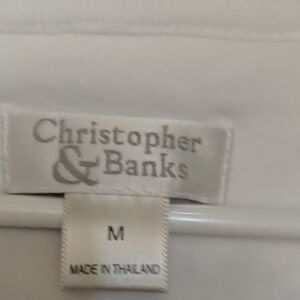 Christopher
& Banks
M
MADE IN THAILAND